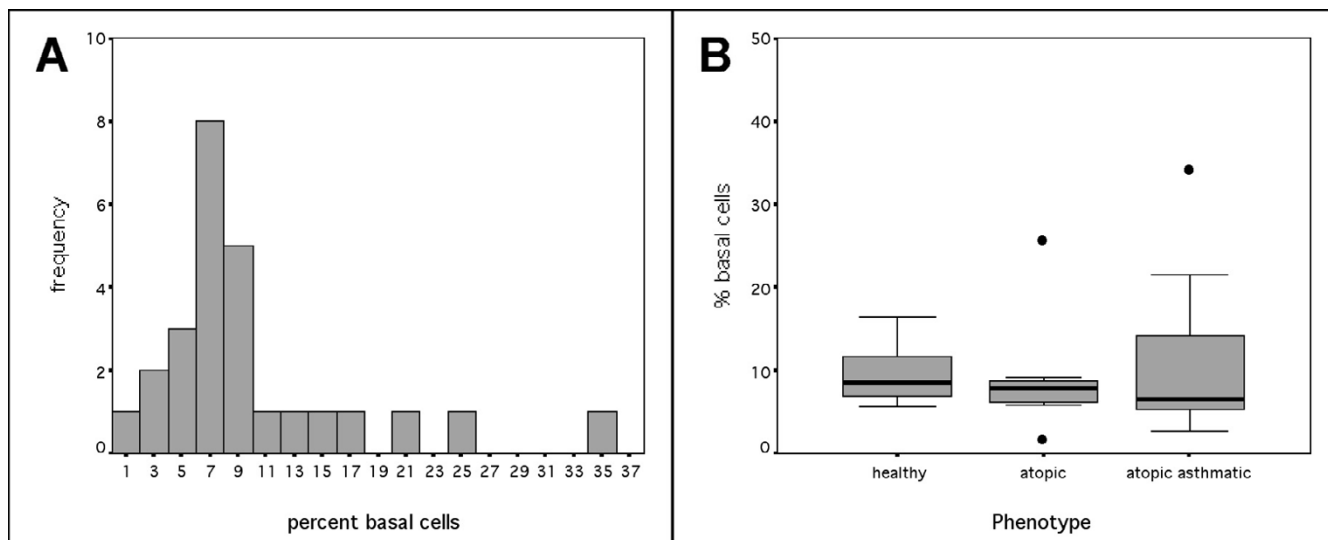 A
frequency
10
8
6
4
2
0
1 3 5 7 9 11 13 15 17 19 21 23 25 27 29 31 33 35 37
percent basal cells
B
% basal cells
50
40
30
20
10
0
healthy atopic atopic asthmatic
Phenotype